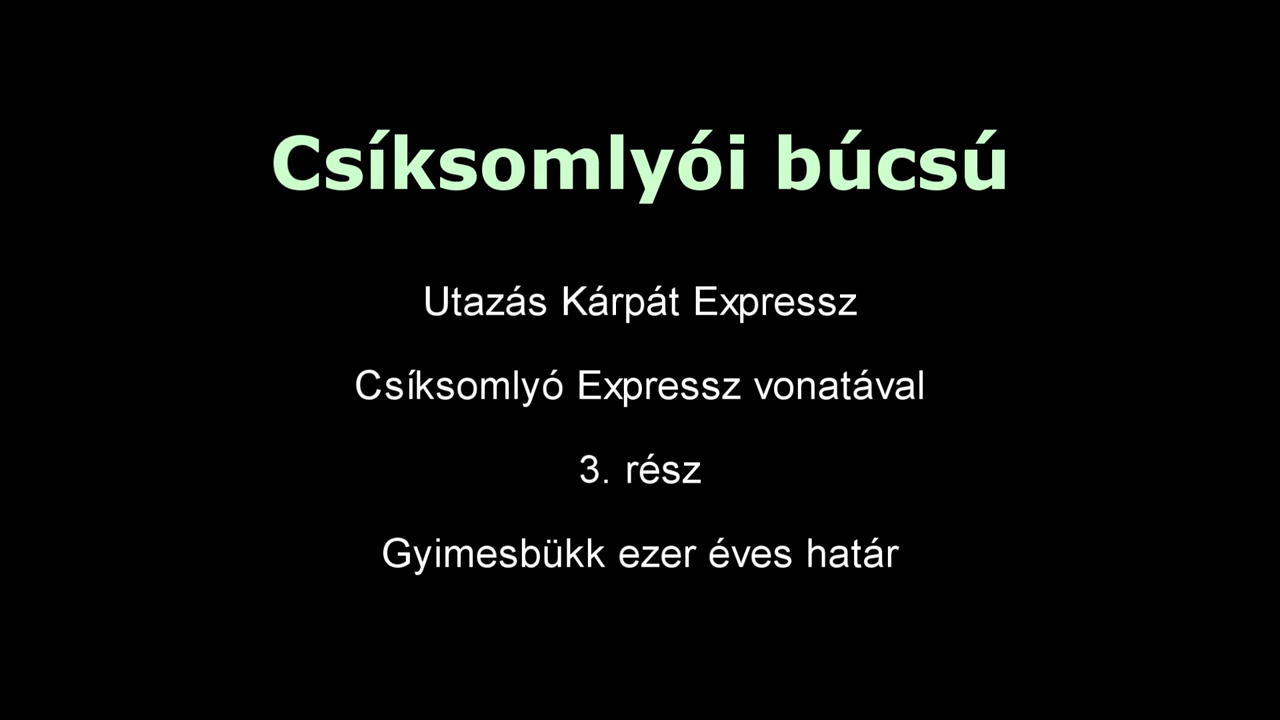 Csíksomlyói búcsú
Utazás Kárpát Expressz
Csíksomlyó Expressz vonatával
3. rész
Gyimesbükk ezer éves határ